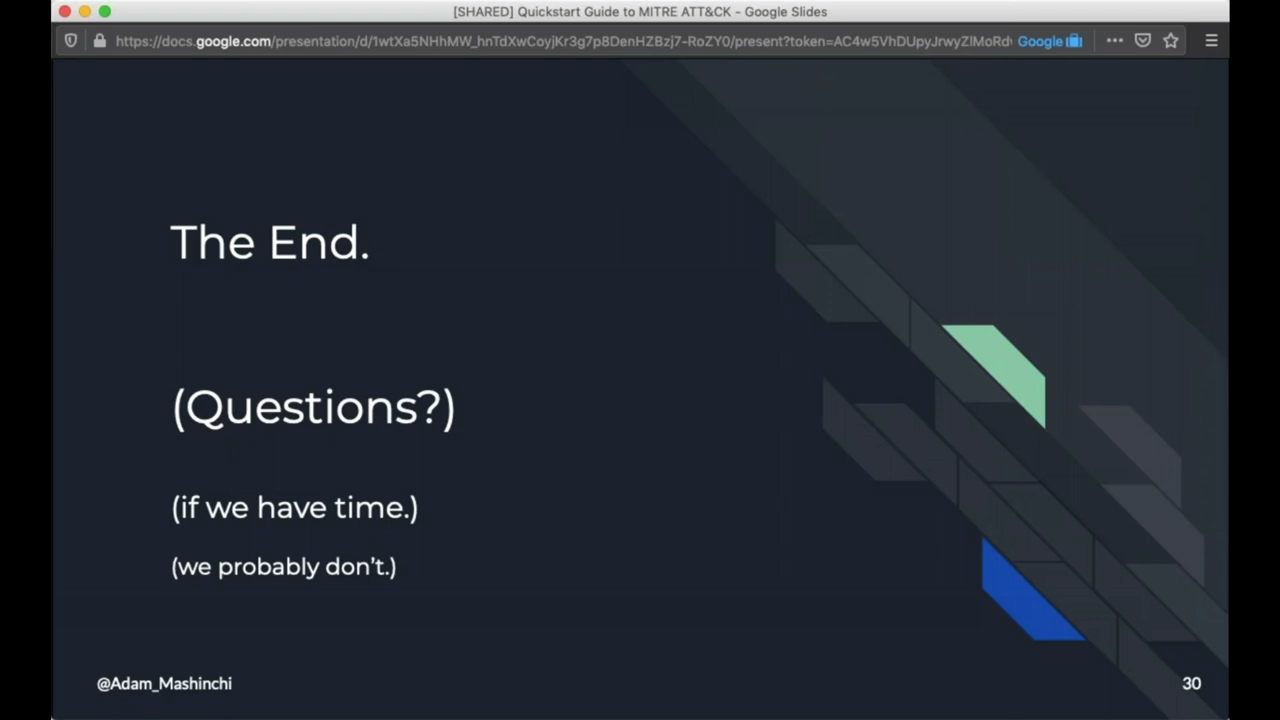 [SHARED] Quickstart Guide to MITRE ATT&CK - Google Slides
https://docs.google.com/presentation/d/1wtXa5NHhMW_hnTdXwCoyjKr3g7p8DenHZBzj7-RoZY0/present?token=AC4w5VhDUpyJrwyZlMoRd Google
The End.
(Questions?)
(if we have time.)
(we probably don't.)
@Adam_Mashinchi
30